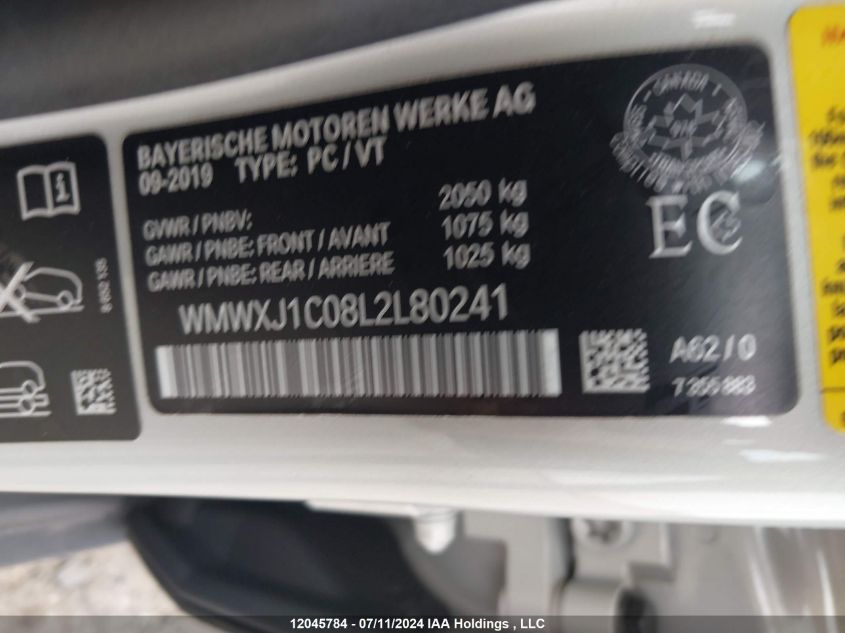 BAYERISCHE MOTOREN WERKE AG
09-2019 TYPE: PC / VT
GVWR / PNBV: 2050 kg
GAWR / PNBE: FRONT / AVANT 1075 kg
GAWR / PNBE: REAR / ARRIERE 1025 kg
WMWXJ1C08L2L80241
CANADA
EC
A62 / 0
7 355 883
12045784 - 07/11/2024 IAA Holdings , LLC